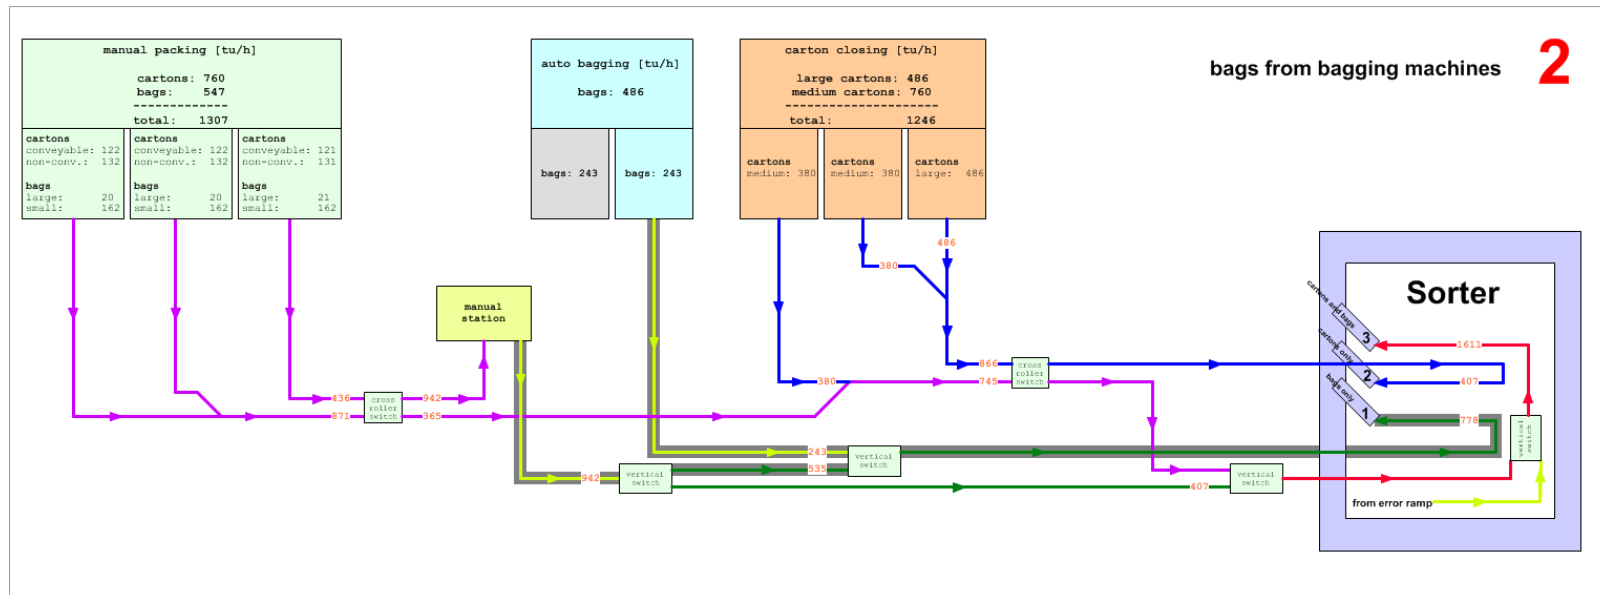 manual packing [tu/h]
cartons: 760
bags: 547
-------------
total: 1307
cartons
conveyable: 122
non-conv.: 132
bags
large: 20
small: 162
cartons
conveyable: 122
non-conv.: 132
bags
large: 20
small: 162
cartons
conveyable: 121
non-conv.: 131
bags
large: 21
small: 162
auto bagging [tu/h]
bags: 486
bags: 243
bags: 243
carton closing [tu/h]
large cartons: 486
medium cartons: 760
---------------------
total: 1246
cartons
medium: 380
cartons
medium: 380
cartons
large: 486
bags from bagging machines 2
486
380
manual
station
Sorter
cartons and bags
3
1611
cartons only
2
407
bags only
1
778
866
cross
roller
switch
380
745
436
942
cross
roller
switch
871
365
243
vertical
switch
535
942
vertical
switch
407
vertical
switch
vertical
switch
from error ramp